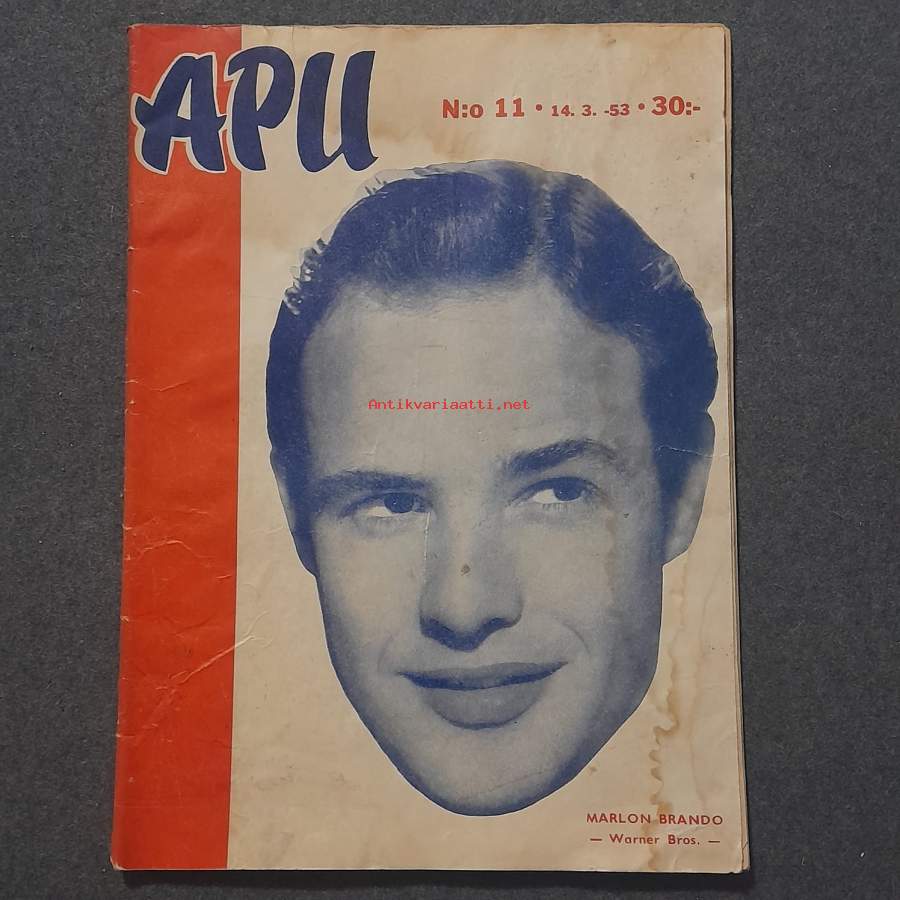 APU
N:o 11 • 14. 3. -53 • 30:-
Antikvariaatti.net
MARLON BRANDO
— Warner Bros. —